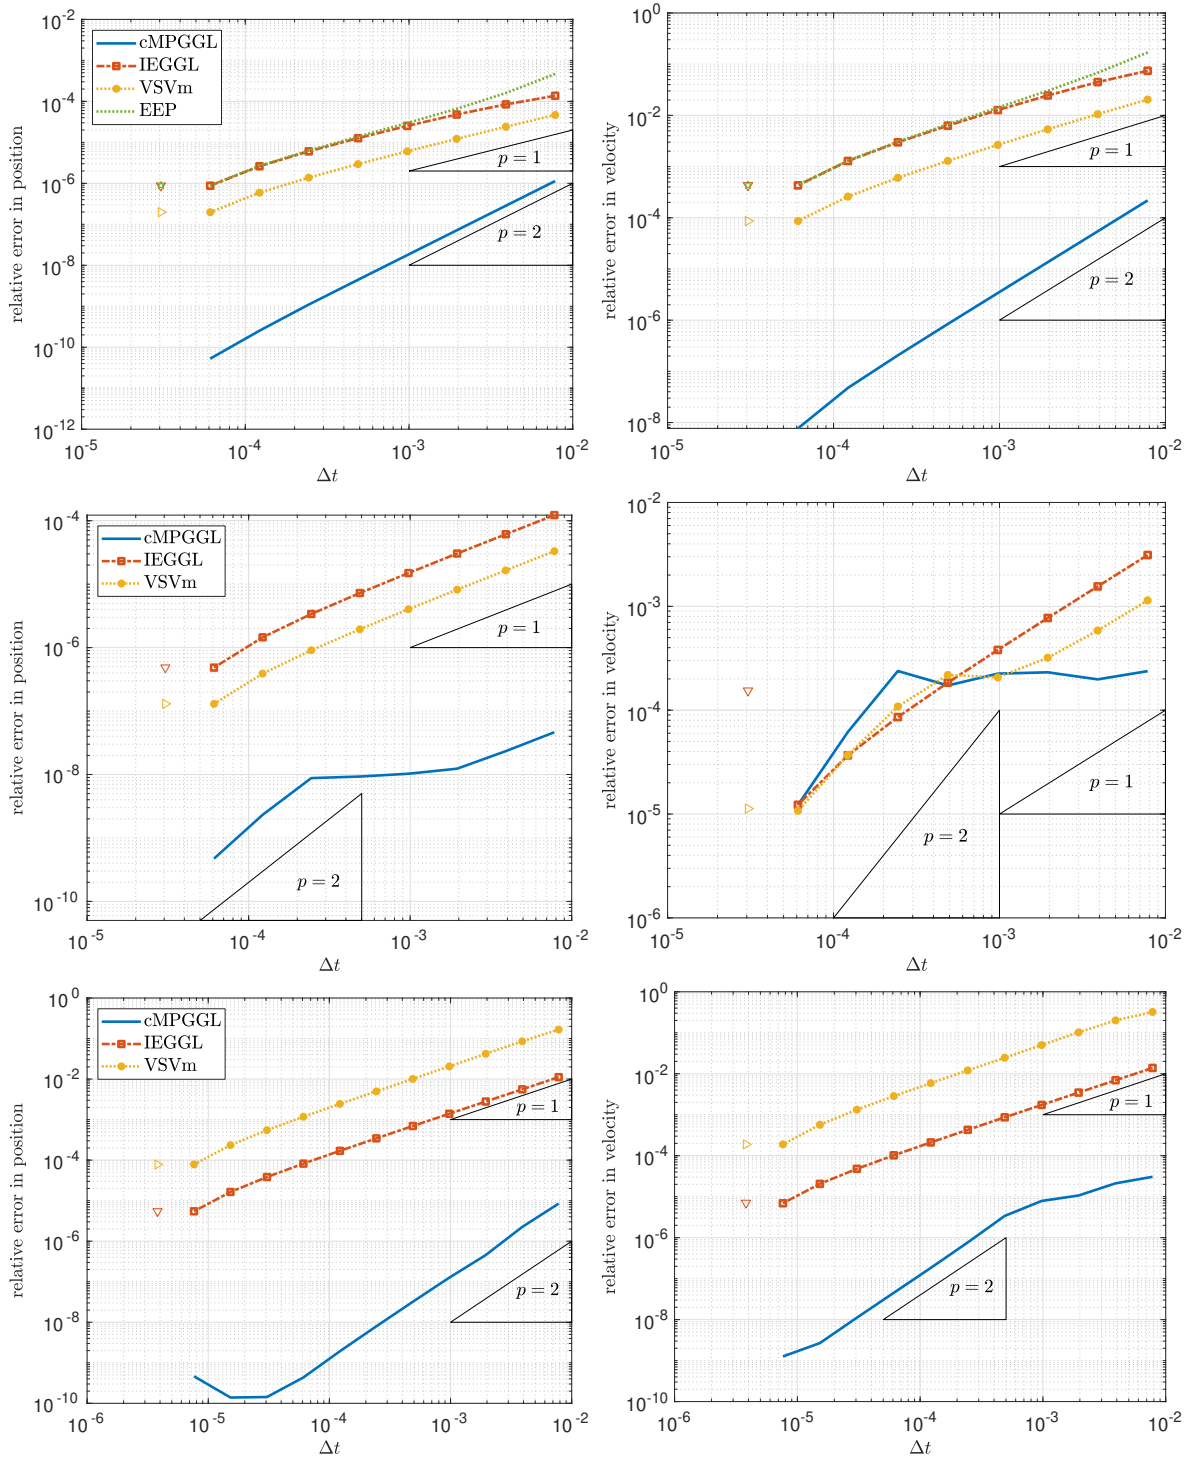 relative error in position
10^-2
10^-4
10^-6
10^-8
10^-10
10^-12
cMPGGL
IEGGL
VSVm
EEP
p = 1
p = 2
10^-5
10^-4
10^-3
10^-2
Δt
relative error in velocity
10^0
10^-2
10^-4
10^-6
10^-8
p = 1
p = 2
10^-5
10^-4
10^-3
10^-2
Δt
relative error in position
10^-4
10^-6
10^-8
10^-10
cMPGGL
IEGGL
VSVm
p = 1
p = 2
10^-5
10^-4
10^-3
10^-2
Δt
relative error in velocity
10^-2
10^-3
10^-4
10^-5
10^-6
p = 1
p = 2
10^-5
10^-4
10^-3
10^-2
Δt
relative error in position
10^0
10^-2
10^-4
10^-6
10^-8
10^-10
cMPGGL
IEGGL
VSVm
p = 1
p = 2
10^-6
10^-5
10^-4
10^-3
10^-2
Δt
relative error in velocity
10^0
10^-2
10^-4
10^-6
10^-8
10^-10
p = 1
p = 2
10^-6
10^-5
10^-4
10^-3
10^-2
Δt